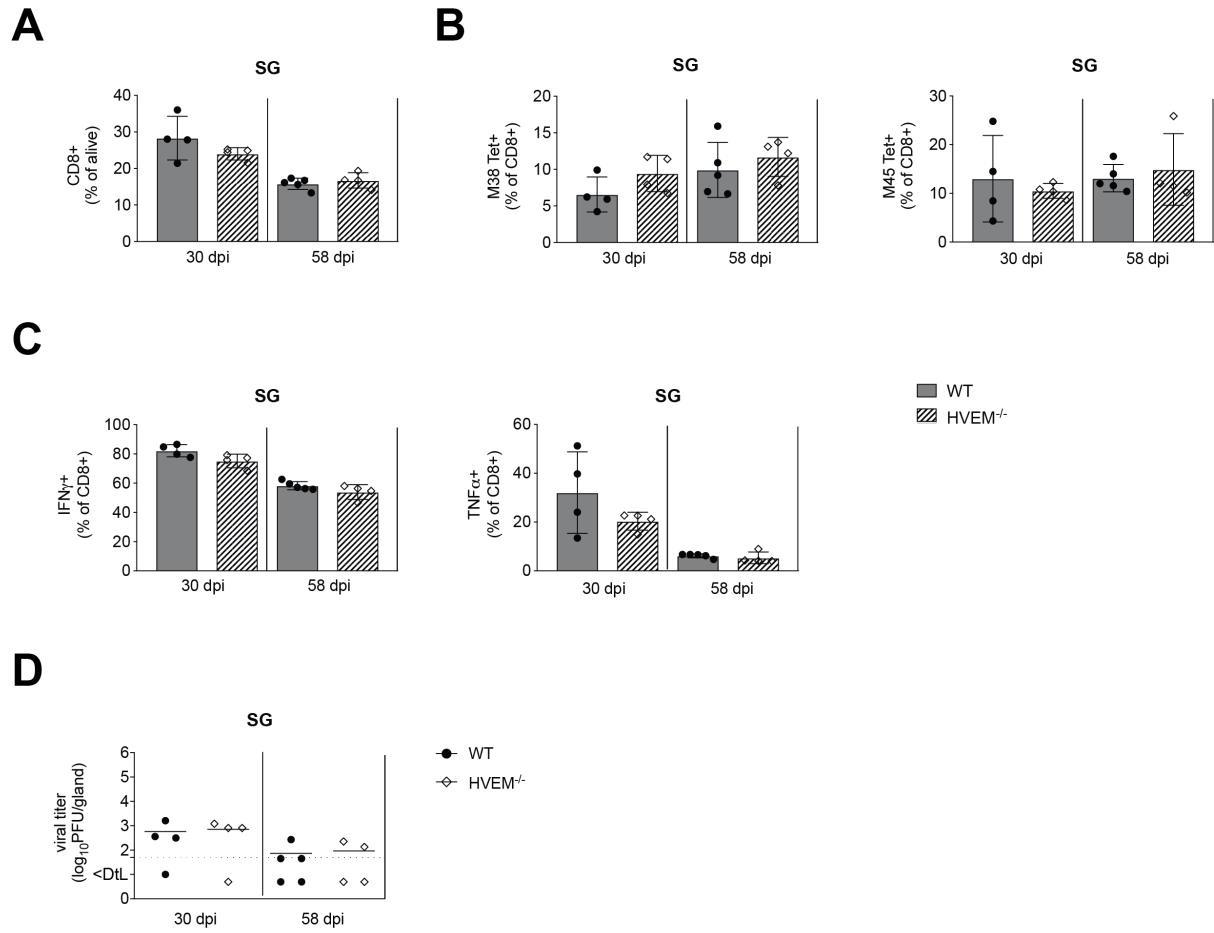 A
SG
CD8+
(% of alive)
40
30
20
10
0
30 dpi
58 dpi
B
SG
M38 Tet+
(% of CD8+)
20
15
10
5
0
30 dpi
58 dpi
SG
M45 Tet+
(% of CD8+)
30
20
10
0
30 dpi
58 dpi
C
SG
IFNγ+
(% of CD8+)
100
80
60
40
20
0
30 dpi
58 dpi
SG
TNFα+
(% of CD8+)
60
40
20
0
30 dpi
58 dpi
WT
HVEM-/-
D
SG
viral titer
(log10PFU/gland)
6
5
4
3
2
<DtL
0
30 dpi
58 dpi
WT
HVEM-/-